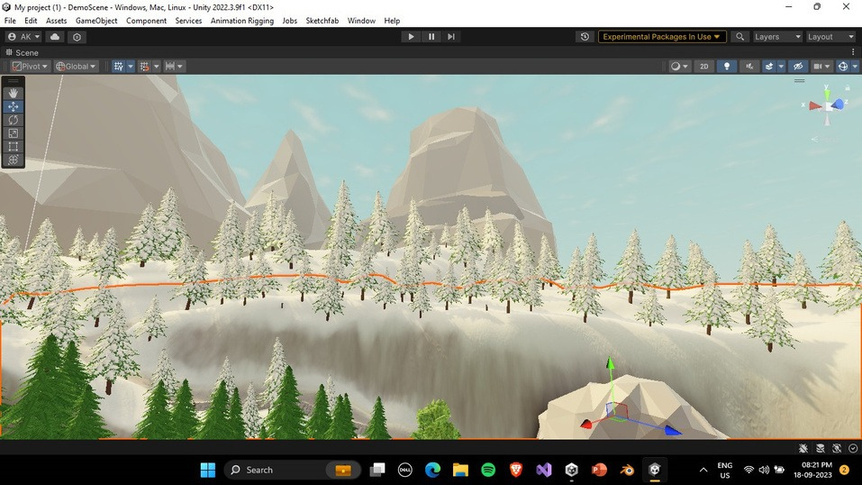 My project (1) - DemoScene - Windows, Mac, Linux - Unity 2022.3.9f1 <DX11>
File Edit Assets GameObject Component Services Animation Rigging Jobs Sketchfab Window Help
AK Experimental Packages In Use Layers Layout
Scene
Pivot Global 2D
Search
ENG
US
08:21 PM
18-09-2023
2